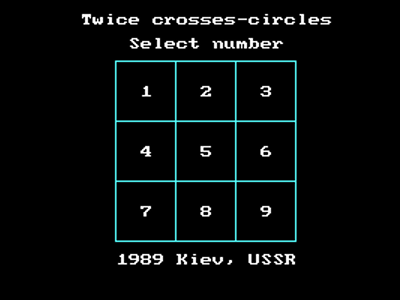 Twice crosses-circles
Select number
1 2 3
4 5 6
7 8 9
1989 Kiev, USSR